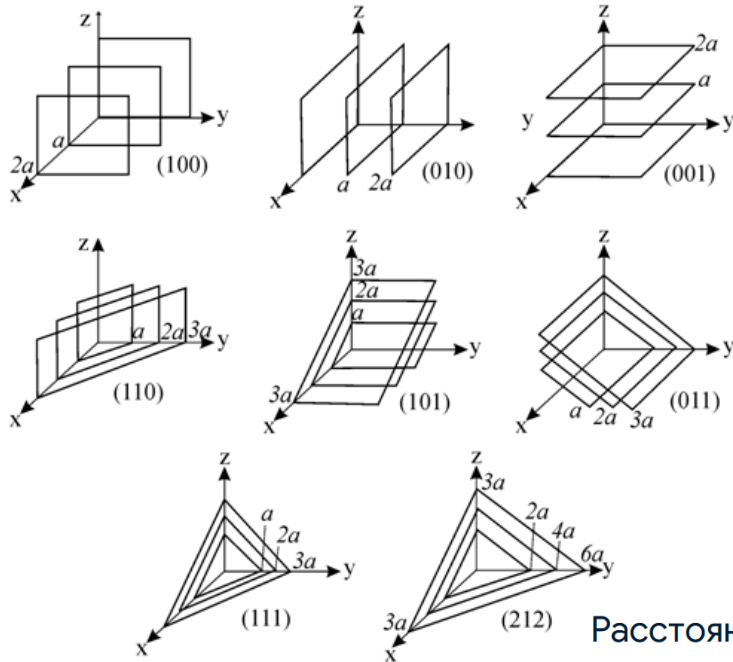 z z z
y
2a a (100) x
a 2a (010) x
2a a y y (001) x
z a 2a 3a y (110) x
z 3a 2a a y 3a (101) x
z y a 2a 3a (011) x
z a 2a 3a y (111) x
z 3a 2a 4a 6a y 3a (212) x
Расстоян